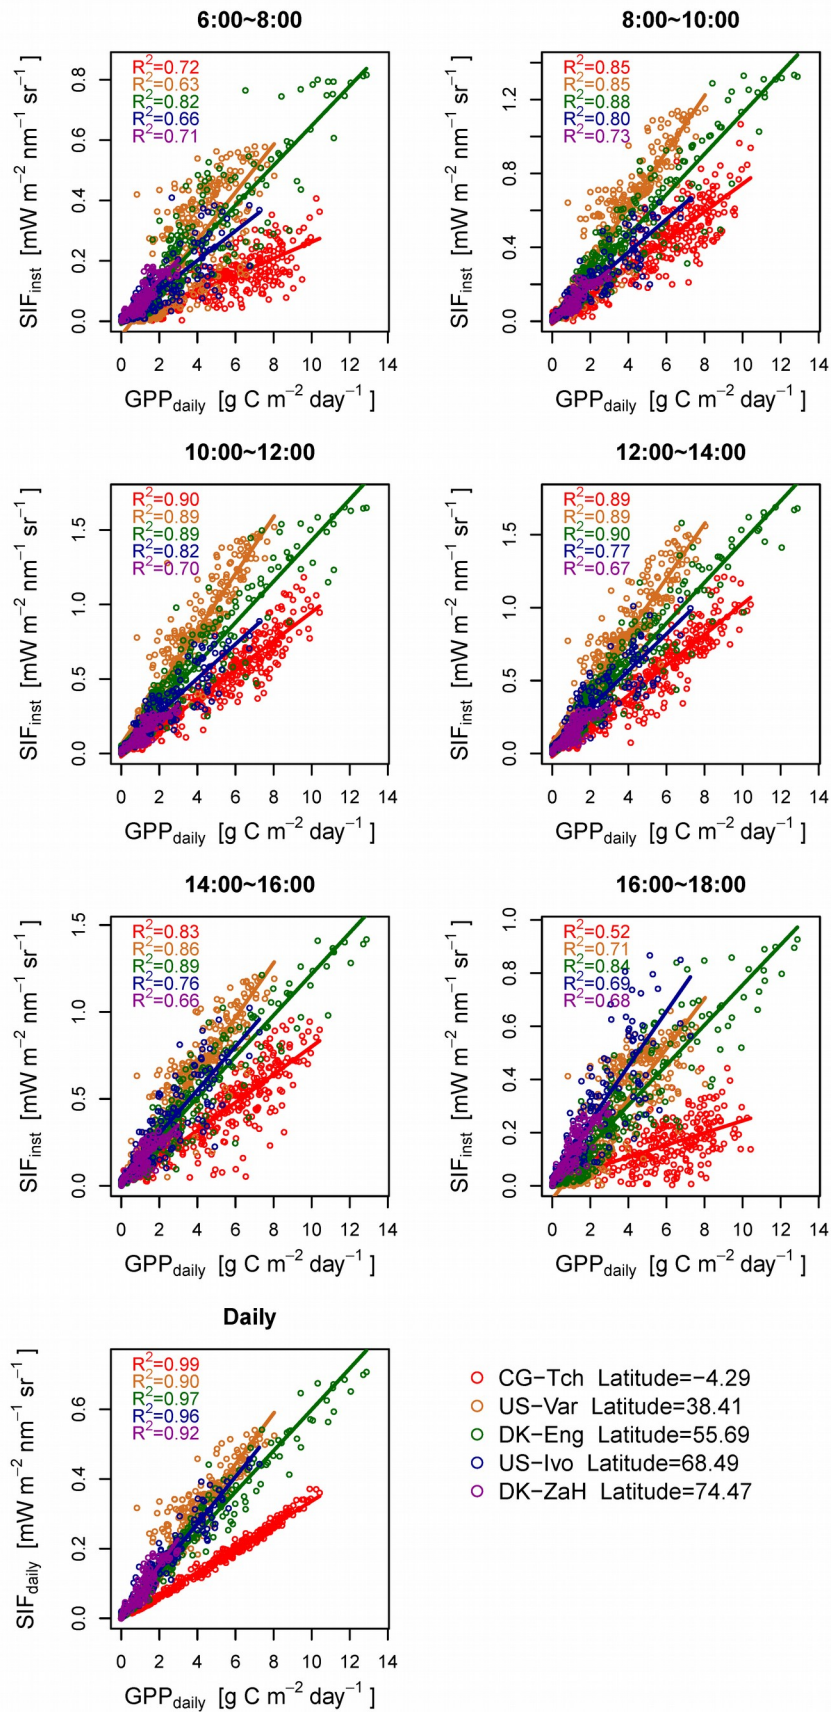 6:00~8:00
R²=0.72
R²=0.63
R²=0.82
R²=0.66
R²=0.71
SIFinst [mW m−2 nm−1 sr−1 ]
0.0 0.2 0.4 0.6 0.8
0 2 4 6 8 10 12 14
GPPdaily [g C m−2 day−1 ]
8:00~10:00
R²=0.85
R²=0.85
R²=0.88
R²=0.80
R²=0.73
SIFinst [mW m−2 nm−1 sr−1 ]
0.0 0.4 0.8 1.2
0 2 4 6 8 10 12 14
GPPdaily [g C m−2 day−1 ]
10:00~12:00
R²=0.90
R²=0.89
R²=0.89
R²=0.82
R²=0.70
SIFinst [mW m−2 nm−1 sr−1 ]
0.0 0.5 1.0 1.5
0 2 4 6 8 10 12 14
GPPdaily [g C m−2 day−1 ]
12:00~14:00
R²=0.89
R²=0.89
R²=0.90
R²=0.77
R²=0.67
SIFinst [mW m−2 nm−1 sr−1 ]
0.0 0.5 1.0 1.5
0 2 4 6 8 10 12 14
GPPdaily [g C m−2 day−1 ]
14:00~16:00
R²=0.83
R²=0.86
R²=0.89
R²=0.76
R²=0.66
SIFinst [mW m−2 nm−1 sr−1 ]
0.0 0.5 1.0 1.5
0 2 4 6 8 10 12 14
GPPdaily [g C m−2 day−1 ]
16:00~18:00
R²=0.52
R²=0.71
R²=0.84
R²=0.69
R²=0.68
SIFinst [mW m−2 nm−1 sr−1 ]
0.0 0.2 0.4 0.6 0.8 1.0
0 2 4 6 8 10 12 14
GPPdaily [g C m−2 day−1 ]
Daily
R²=0.99
R²=0.90
R²=0.97
R²=0.96
R²=0.92
SIFdaily [mW m−2 nm−1 sr−1 ]
0.0 0.2 0.4 0.6
0 2 4 6 8 10 12 14
GPPdaily [g C m−2 day−1 ]
CG−Tch Latitude=−4.29
US−Var Latitude=38.41
DK−Eng Latitude=55.69
US−Ivo Latitude=68.49
DK−ZaH Latitude=74.47